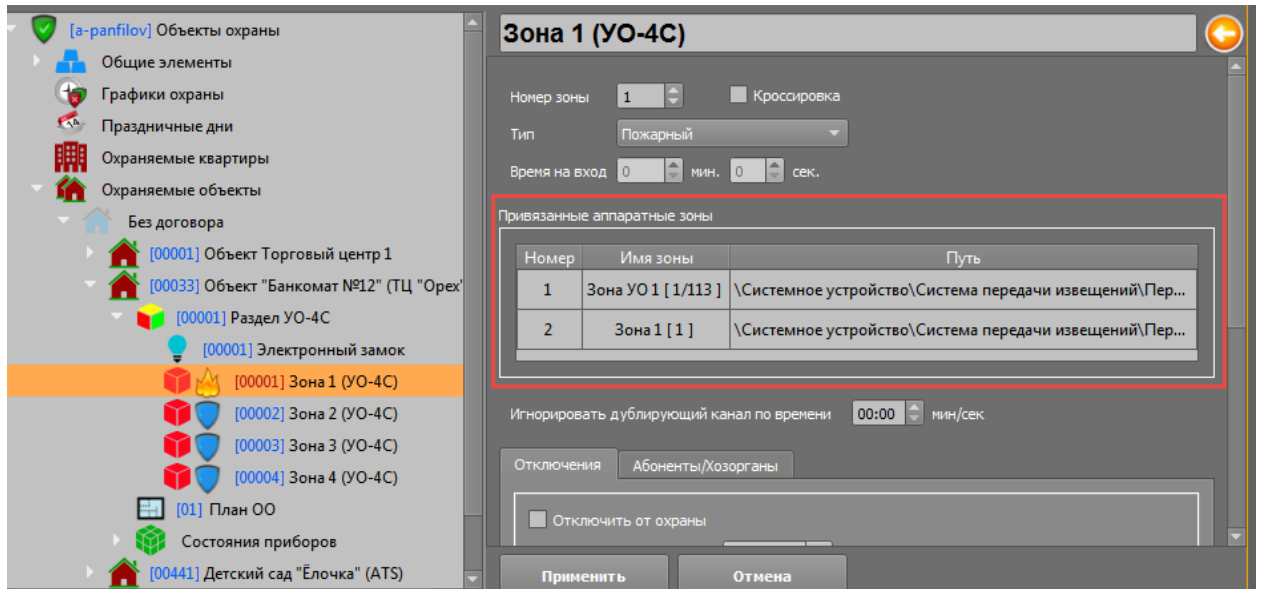 [a-panfilov] Объекты охраны
Общие элементы
Графики охраны
Праздничные дни
Охраняемые квартиры
Охраняемые объекты
Без договора
[00001] Объект Торговый центр 1
[00033] Объект "Банкомат №12" (ТЦ "Орех"
[00001] Раздел УО-4С
[00001] Электронный замок
[00001] Зона 1 (УО-4С)
[00002] Зона 2 (УО-4С)
[00003] Зона 3 (УО-4С)
[00004] Зона 4 (УО-4С)
[01] План ОО
Состояния приборов
[00441] Детский сад "Ёлочка" (ATS)
Зона 1 (УО-4С)
Номер зоны 1 Кроссировка
Тип Пожарный
Время на вход 0 мин. 0 сек.
Привязанные аппаратные зоны
Номер Имя зоны Путь
1 Зона УО 1 [ 1/113 ] \Системное устройство\Система передачи извещений\Пер...
2 Зона 1 [ 1 ] \Системное устройство\Система передачи извещений\Пер...
Игнорировать дублирующий канал по времени 00:00 мин/сек
Отключения Абоненты/Хозорганы
Отключить от охраны
Применить Отмена